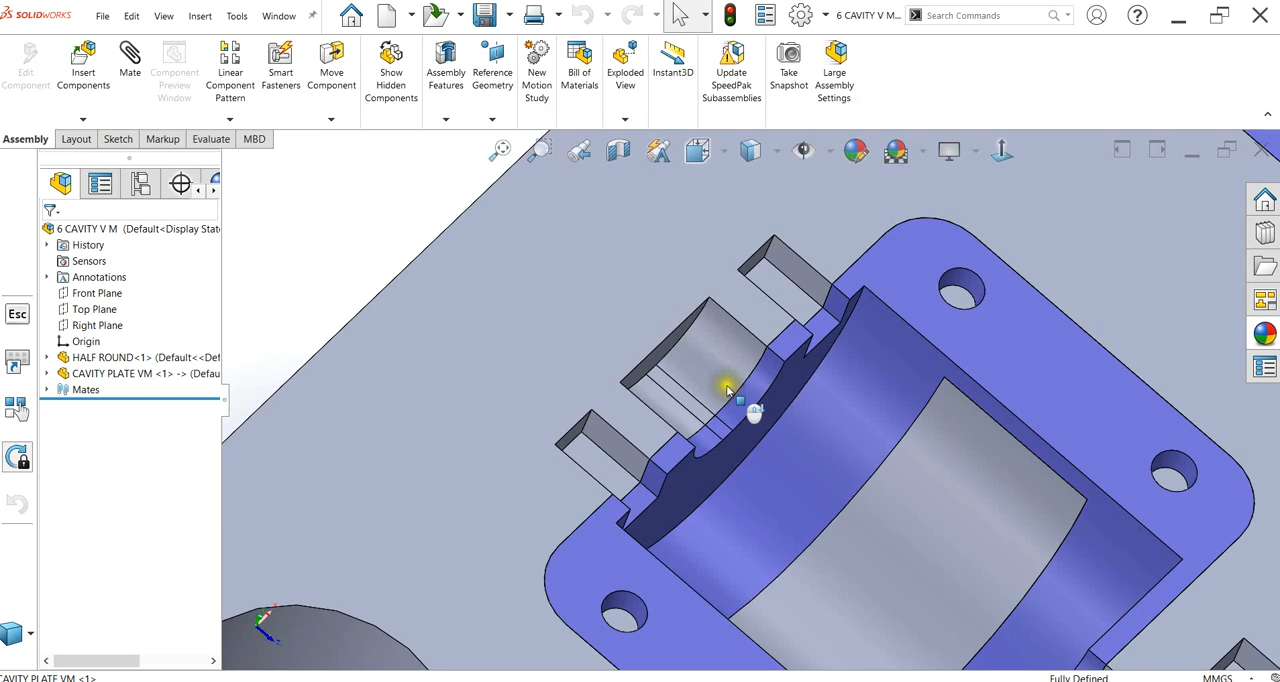 SOLIDWORKS File Edit View Insert Tools Window 6 CAVITY V M... Search Commands
Edit Component
Insert Components
Mate
Component Preview Window
Linear Component Pattern
Smart Fasteners
Move Component
Show Hidden Components
Assembly Features
Reference Geometry
New Motion Study
Bill of Materials
Exploded View
Instant3D
Update SpeedPak Subassemblies
Take Snapshot
Large Assembly Settings
Assembly Layout Sketch Markup Evaluate MBD
6 CAVITY V M (Default<Display Stat
History
Sensors
Annotations
Front Plane
Top Plane
Right Plane
Origin
HALF ROUND<1> (Default<<Def
CAVITY PLATE VM <1> -> (Defau
Mates
Esc
CAVITY PLATE VM <1> Fully Defined MMGS